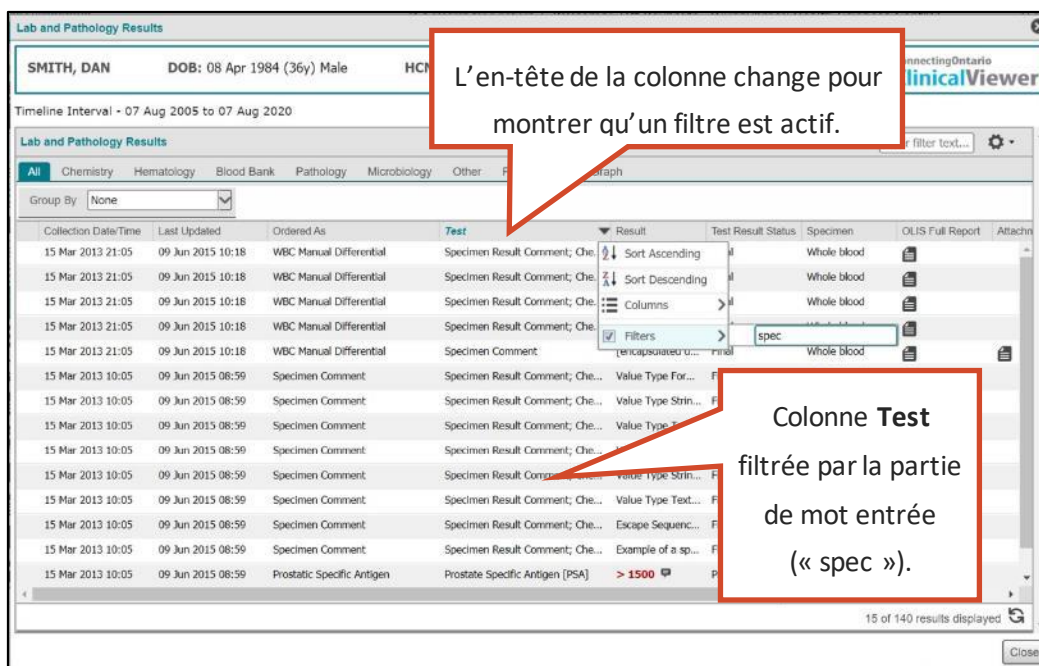 Lab and Pathology Results
SMITH, DAN DOB: 08 Apr 1984 (36y) Male HCN
ClinicalViewer
Timeline Interval - 07 Aug 2005 to 07 Aug 2020
L'en-tête de la colonne change pour
montrer qu'un filtre est actif.
Lab and Pathology Results filter text...
All Chemistry Hematology Blood Bank Pathology Microbiology Other
Group By None
Collection Date/Time Last Updated Ordered As Test Result Test Result Status Specimen OLIS Full Report Attachn
15 Mar 2013 21:05 09 Jun 2015 10:18 WBC Manual Differential Specimen Result Comment; Che... Whole blood
15 Mar 2013 21:05 09 Jun 2015 10:18 WBC Manual Differential Specimen Result Comment; Che... Whole blood
15 Mar 2013 21:05 09 Jun 2015 10:18 WBC Manual Differential Specimen Result Comment; Che... Whole blood
15 Mar 2013 21:05 09 Jun 2015 10:18 WBC Manual Differential Specimen Result Comment; Che...
15 Mar 2013 21:05 09 Jun 2015 10:18 WBC Manual Differential Specimen Comment Final Whole blood
Sort Ascending
Sort Descending
Columns
Filters spec
15 Mar 2013 10:05 09 Jun 2015 08:59 Specimen Comment Specimen Result Comment; Che... Value Type For...
15 Mar 2013 10:05 09 Jun 2015 08:59 Specimen Comment Specimen Result Comment; Che... Value Type Strin...
15 Mar 2013 10:05 09 Jun 2015 08:59 Specimen Comment Specimen Result Comment; Che... Value Type
15 Mar 2013 10:05 09 Jun 2015 08:59 Specimen Comment Specimen Result Comment; Che...
15 Mar 2013 10:05 09 Jun 2015 08:59 Specimen Comment Specimen Result Comment; Che... Value Type Strin...
15 Mar 2013 10:05 09 Jun 2015 08:59 Specimen Comment Specimen Result Comment; Che... Value Type Text...
15 Mar 2013 10:05 09 Jun 2015 08:59 Specimen Comment Specimen Result Comment; Che... Escape Sequenc...
15 Mar 2013 10:05 09 Jun 2015 08:59 Specimen Comment Specimen Result Comment; Che... Example of a sp...
15 Mar 2013 10:05 09 Jun 2015 08:59 Prostatic Specific Antigen Prostate Specific Antigen [PSA] > 1500
Colonne Test
filtrée par la partie
de mot entrée
(« spec »).
15 of 140 results displayed
Close